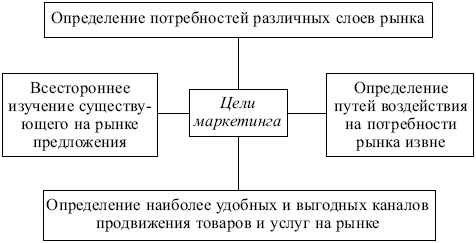 Определение потребностей различных слоев рынка
Всестороннее
изучение существу-
ющего на рынке
предложения
Цели
маркетинга
Определение
путей воздействия
на потребности
рынка извне
Определение наиболее удобных и выгодных каналов
продвижения товаров и услуг на рынке